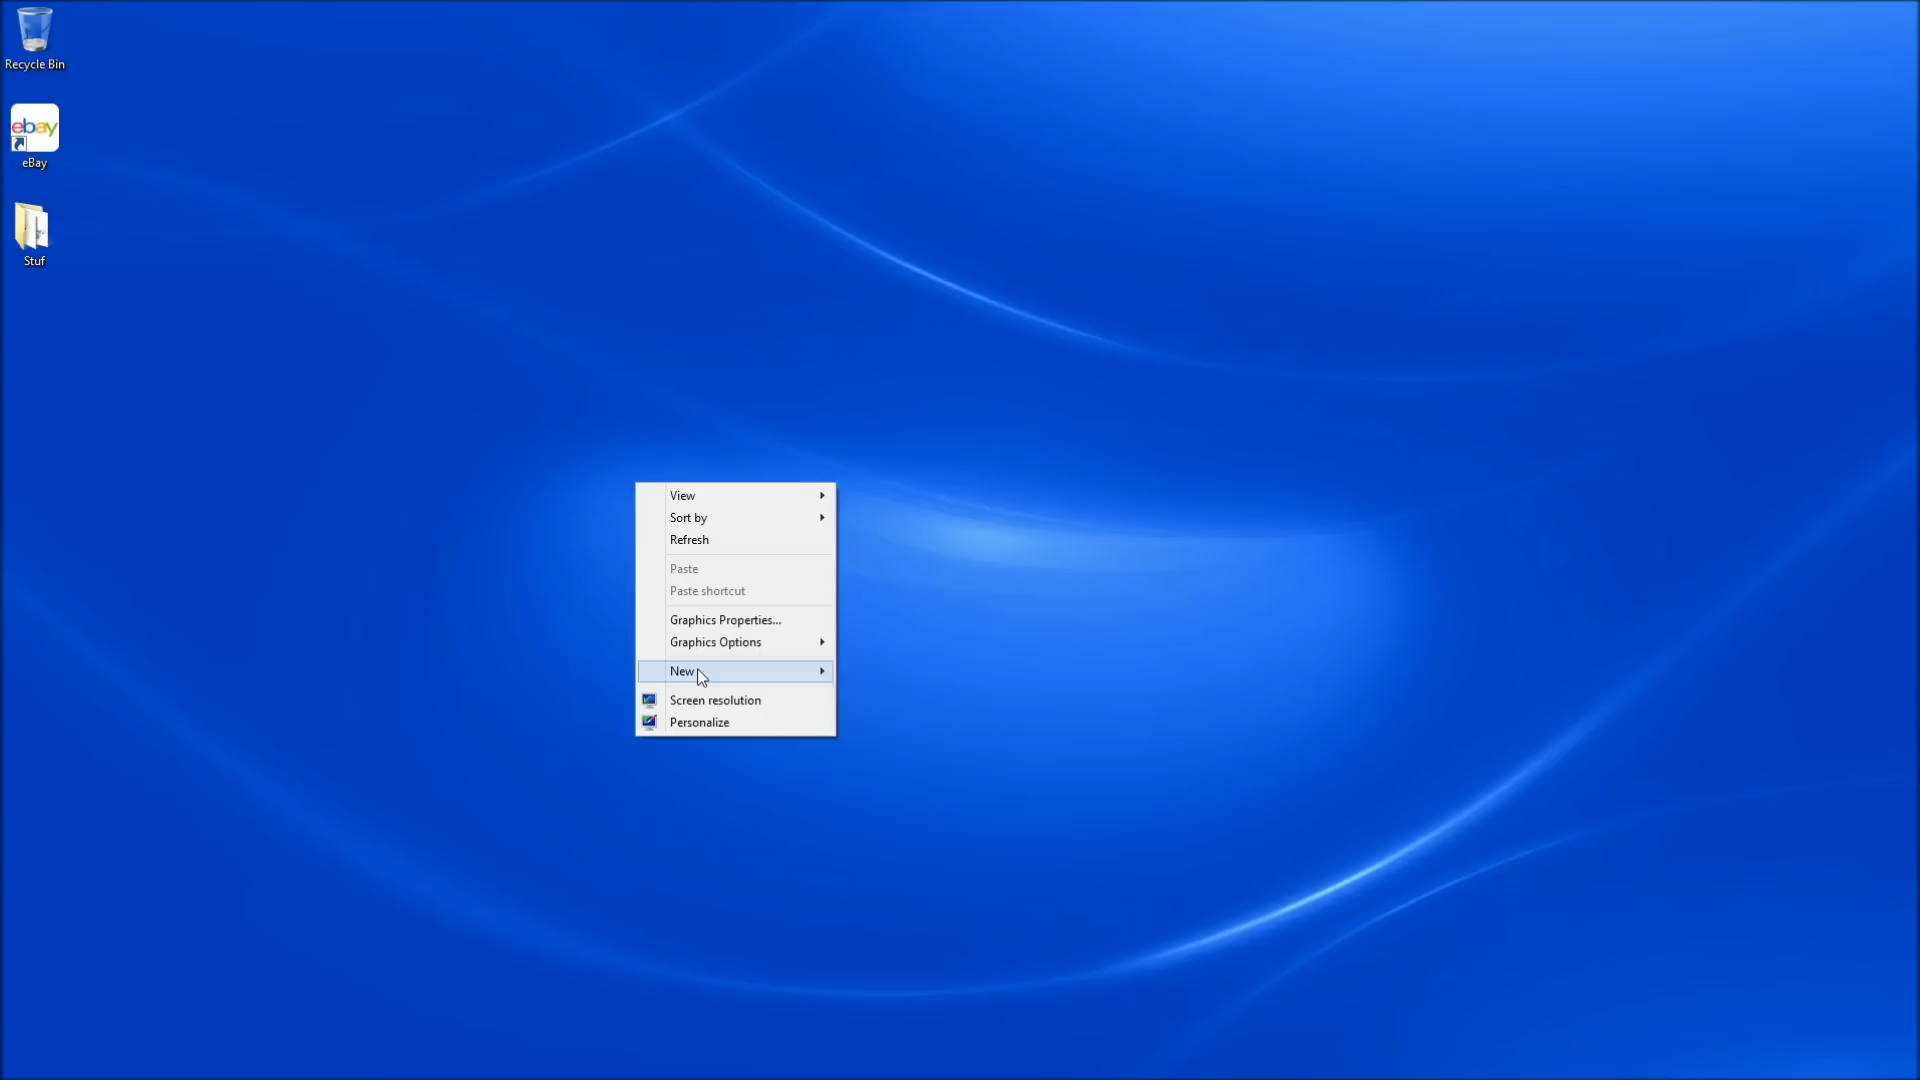 Recycle Bin
ebay
eBay
Stuf
View
Sort by
Refresh
Paste
Paste shortcut
Graphics Properties...
Graphics Options
New
Screen resolution
Personalize